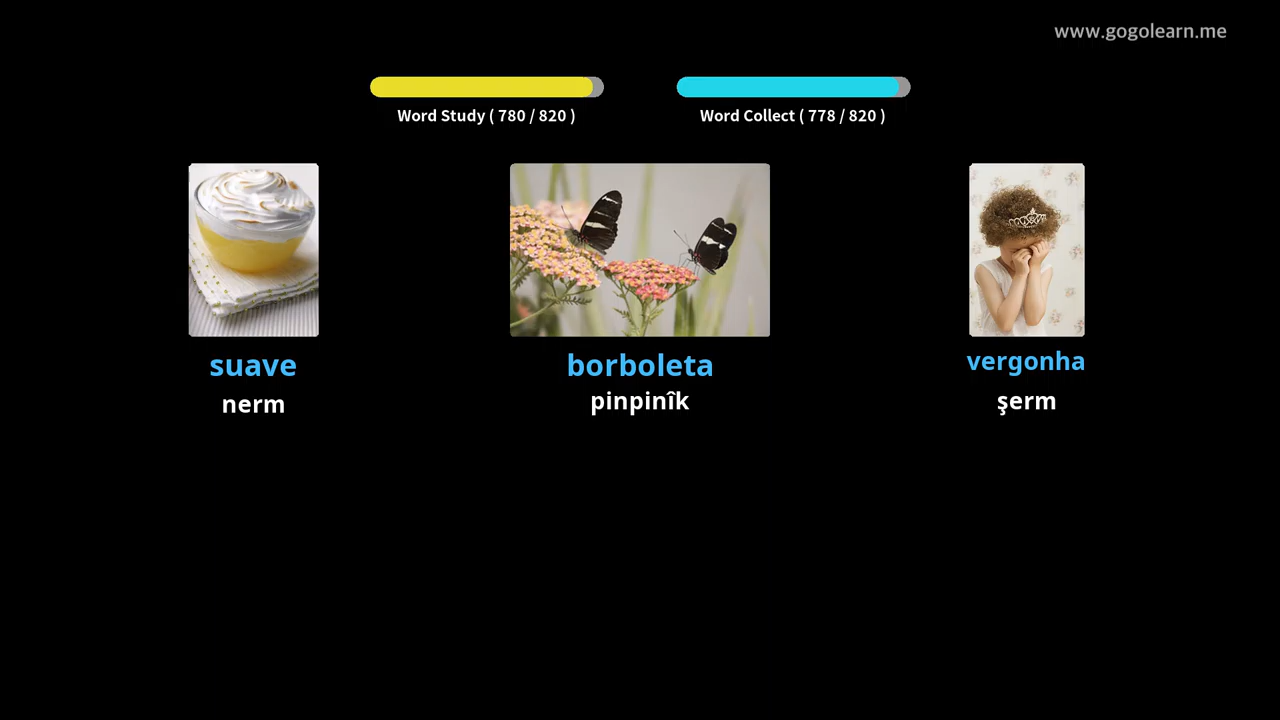 www.gogolearn.me
Word Study ( 780 / 820 )
Word Collect ( 778 / 820 )
suave
nerm
borboleta
pinpinîk
vergonha
şerm